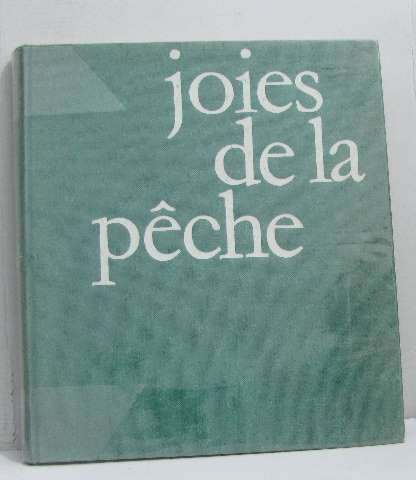 joies
de la
pêche